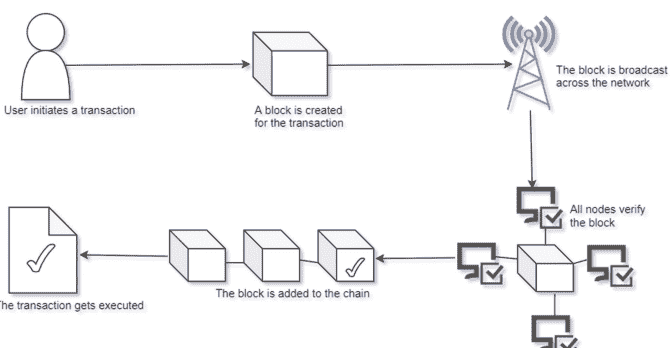 User initiates a transaction
A block is created
for the transaction
The block is broadcast
across the network
All nodes verify
the block
The block is added to the chain
The transaction gets executed